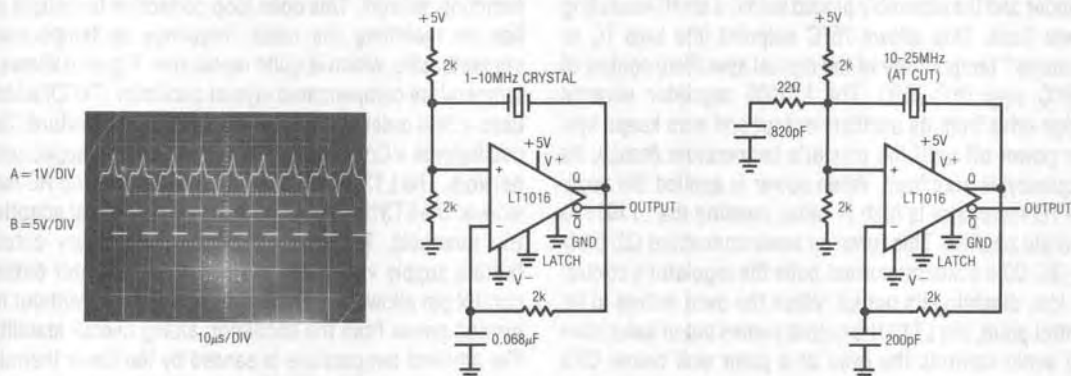 A = 1V/DIV
B = 5V/DIV
10µS/DIV
+5V
2k
1–10MHz CRYSTAL
+5V
V+
+
2k
LT1016
Q
Q̅
OUTPUT
−
GND
LATCH
V−
2k
0.068µF
+5V
2k
10–25MHz
(AT CUT)
22Ω
820pF
+5V
V+
+
2k
LT1016
Q
Q̅
OUTPUT
−
GND
LATCH
V−
2k
200pF